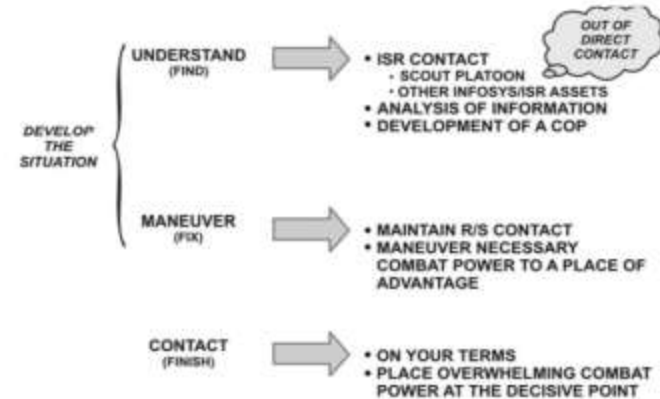 OUT OF
DIRECT
CONTACT
UNDERSTAND
(FIND)
• ISR CONTACT
- SCOUT PLATOON
• OTHER INFOSYS/ISR ASSETS
• ANALYSIS OF INFORMATION
• DEVELOPMENT OF A COP
DEVELOP
THE
SITUATION
MANEUVER
(FIX)
• MAINTAIN R/S CONTACT
• MANEUVER NECESSARY
COMBAT POWER TO A PLACE OF
ADVANTAGE
CONTACT
(FINISH)
• ON YOUR TERMS
• PLACE OVERWHELMING COMBAT
POWER AT THE DECISIVE POINT